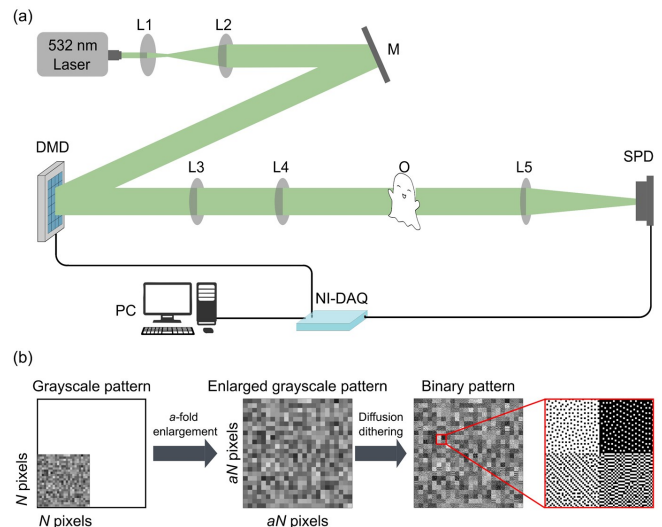 (a)
L1
L2
532 nm
Laser
M
DMD
L3
L4
O
L5
SPD
PC
NI-DAQ
(b)
Grayscale pattern
Enlarged grayscale pattern
Binary pattern
a-fold
enlargement
Diffusion
dithering
N pixels
aN pixels
N pixels
aN pixels